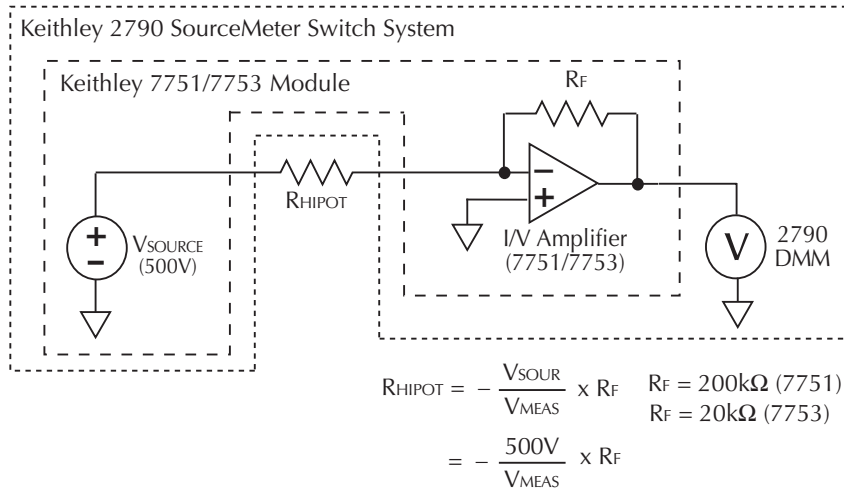 Keithley 2790 SourceMeter Switch System
Keithley 7751/7753 Module
RF
RHIPOT
+
−
VSOURCE
(500V)
−
+
I/V Amplifier
(7751/7753)
V
2790
DMM
RHIPOT = − VSOUR / VMEAS x RF
RF = 200kΩ (7751)
RF = 20kΩ (7753)
= − 500V / VMEAS x RF